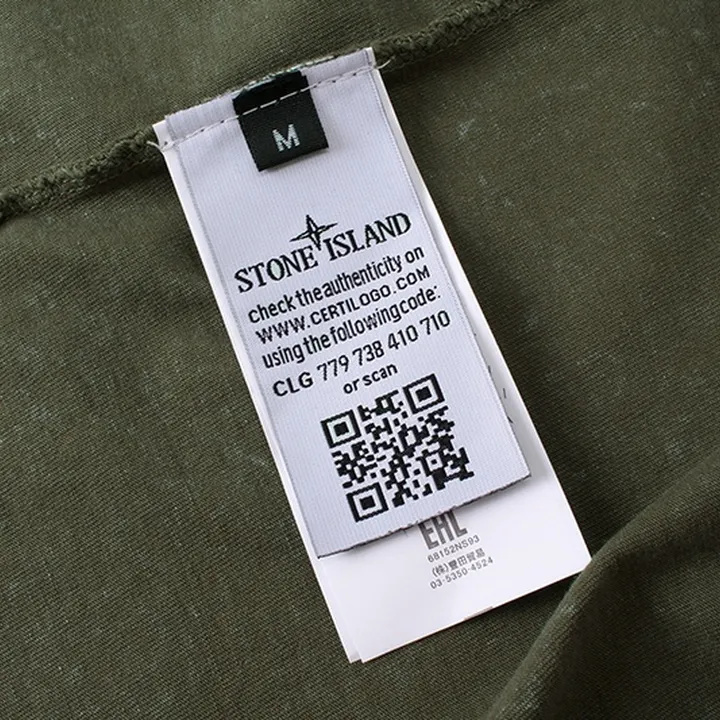 M
STONE ISLAND
check the authenticity on
WWW.CERTILOGO.COM
using the following code:
CLG 779 738 410 710
or scan
EAC
68152NS93
(株)豊田貿易
03-5350-4524